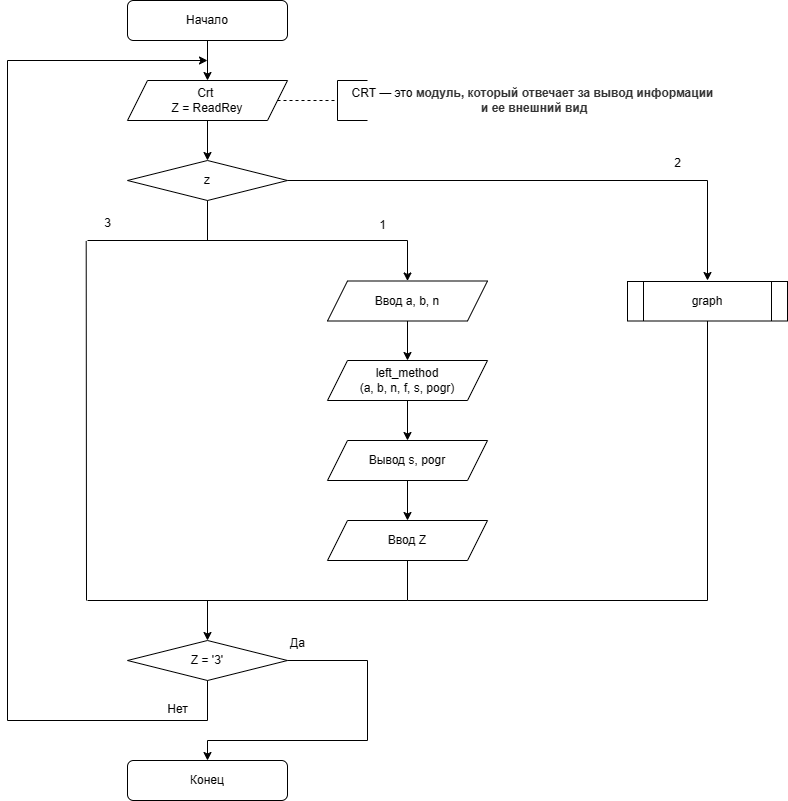 Начало
Crt
Z = ReadRey
CRT — это модуль, который отвечает за вывод информации
и ее внешний вид
z
2
3
1
Ввод a, b, n
graph
left_method
(a, b, n, f, s, pogr)
Вывод s, pogr
Ввод Z
Z = '3'
Да
Нет
Конец